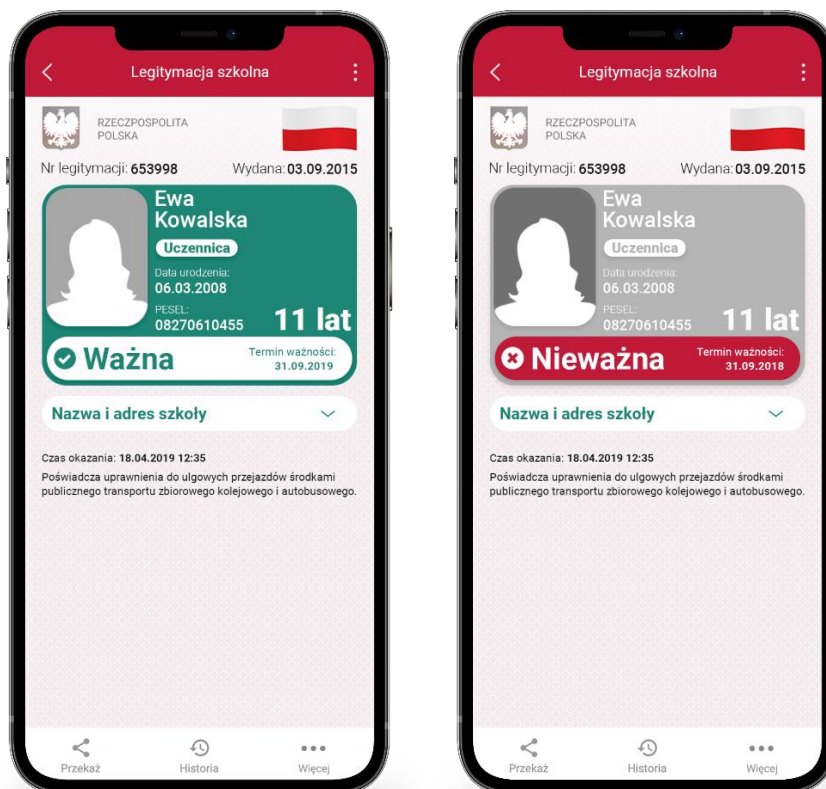 Legitymacja szkolna
RZECZPOSPOLITA
POLSKA
Nr legitymacji: 653998 Wydana: 03.09.2015
Ewa
Kowalska
Uczennica
Data urodzenia:
06.03.2008
PESEL:
08270610455
11 lat
Ważna
Termin ważności:
31.09.2019
Nazwa i adres szkoły
Czas okazania: 18.04.2019 12:35
Poświadcza uprawnienia do ulgowych przejazdów środkami
publicznego transportu zbiorowego kolejowego i autobusowego.
Przekaż Historia Więcej
Legitymacja szkolna
RZECZPOSPOLITA
POLSKA
Nr legitymacji: 653998 Wydana: 03.09.2015
Ewa
Kowalska
Uczennica
Data urodzenia:
06.03.2008
PESEL:
08270610455
11 lat
Nieważna
Termin ważności:
31.09.2018
Nazwa i adres szkoły
Czas okazania: 18.04.2019 12:35
Poświadcza uprawnienia do ulgowych przejazdów środkami
publicznego transportu zbiorowego kolejowego i autobusowego.
Przekaż Historia Więcej